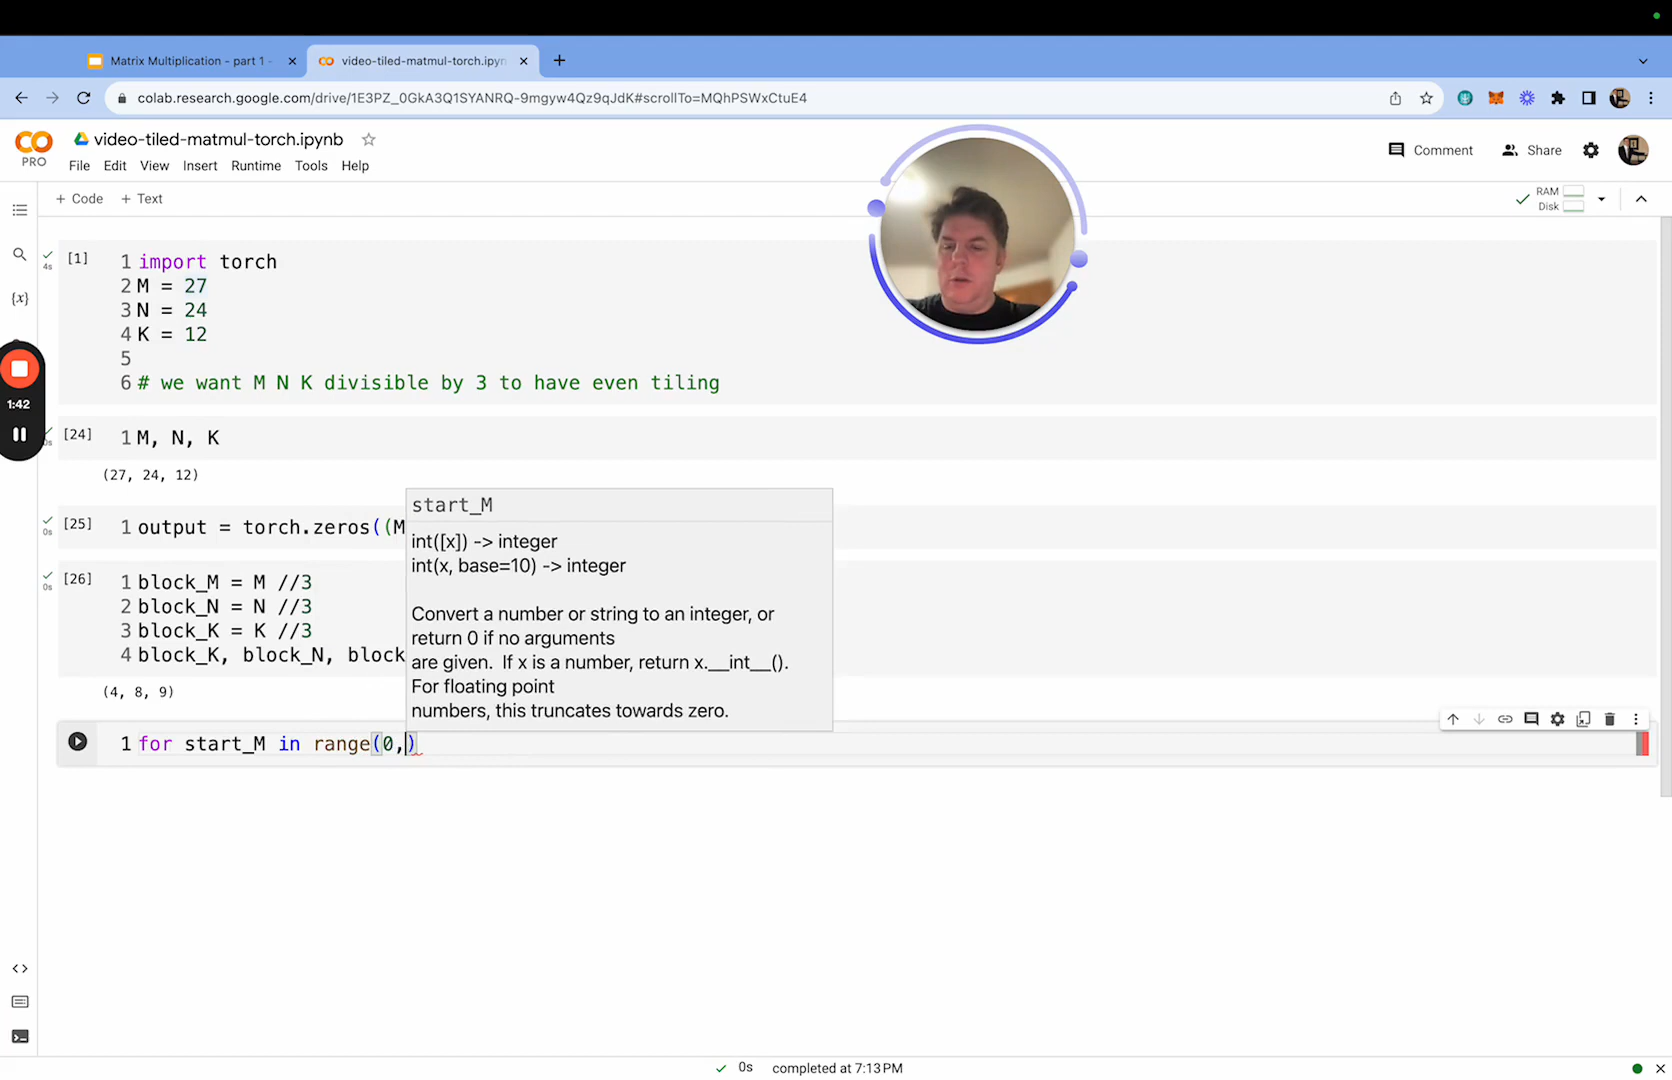 Matrix Multiplication - part 1 -
video-tiled-matmul-torch.ipyn
colab.research.google.com/drive/1E3PZ_0GkA3Q1SYANRQ-9mgyw4Qz9qJdK#scrollTo=MQhPSWxCtuE4
CO
PRO
video-tiled-matmul-torch.ipynb
File Edit View Insert Runtime Tools Help
Comment Share
+ Code + Text
RAM
Disk
4s
[1]
1 import torch
2 M = 27
3 N = 24
4 K = 12
5
6 # we want M N K divisible by 3 to have even tiling
{x}
1:42
0s
[24]
1 M, N, K
(27, 24, 12)
0s
[25]
1 output = torch.zeros((M
0s
[26]
1 block_M = M //3
2 block_N = N //3
3 block_K = K //3
4 block_K, block_N, block
(4, 8, 9)
start_M
int([x]) -> integer
int(x, base=10) -> integer
Convert a number or string to an integer, or
return 0 if no arguments
are given. If x is a number, return x.__int__().
For floating point
numbers, this truncates towards zero.
1 for start_M in range(0,)
0s completed at 7:13 PM